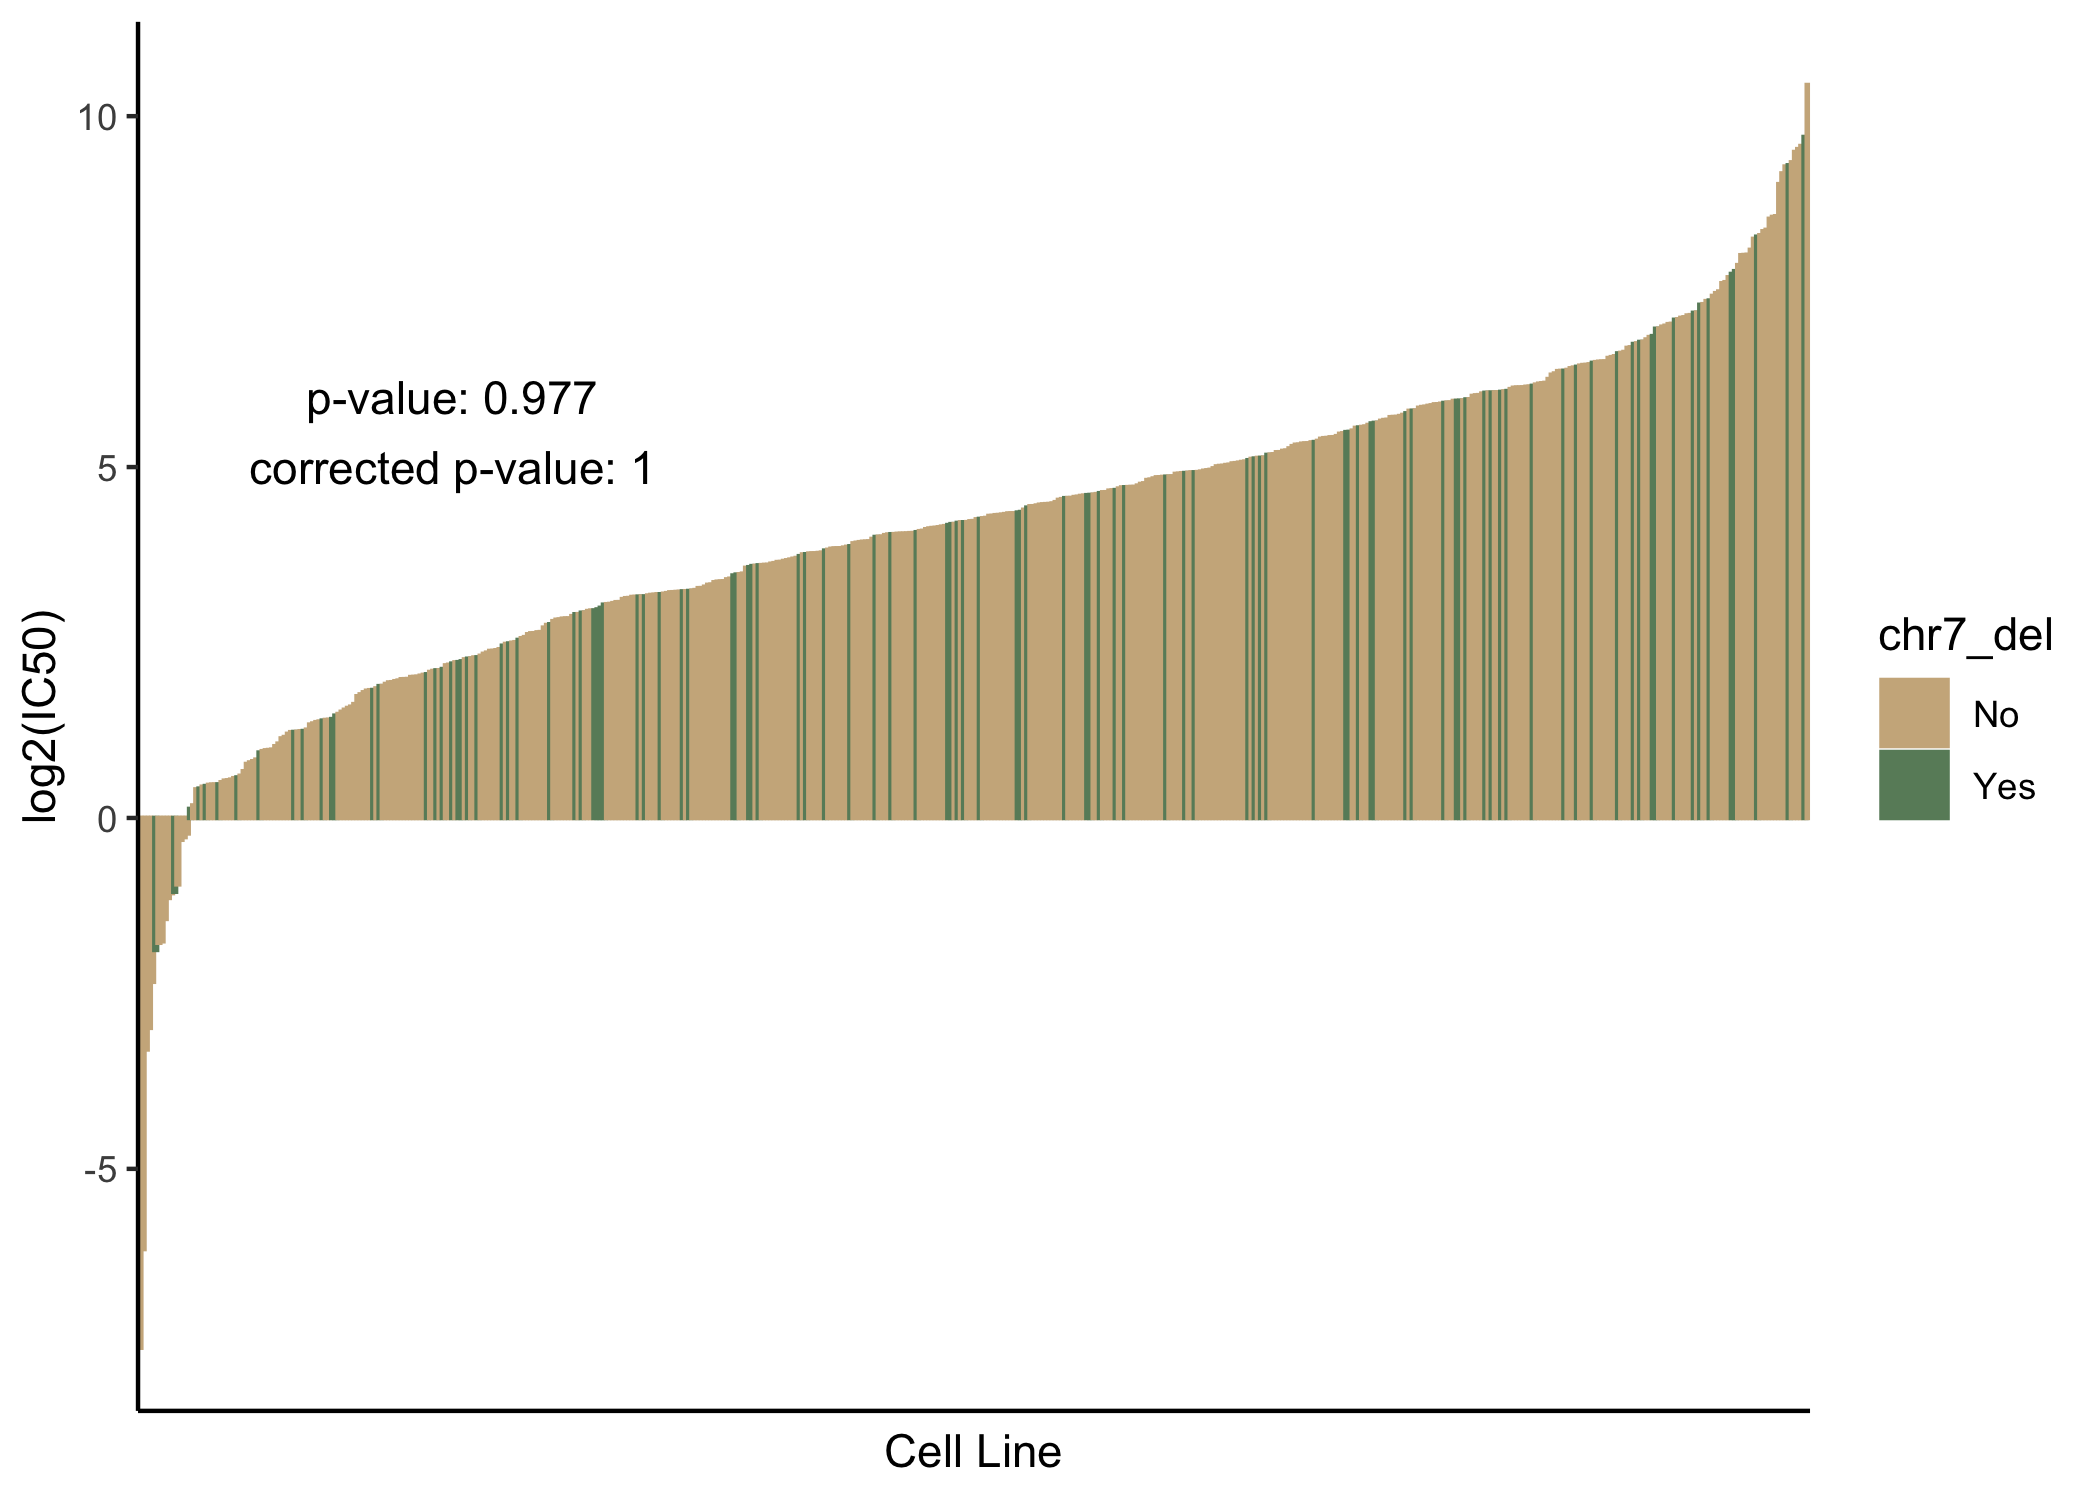 10
5
0
-5
log2(IC50)
p-value: 0.977
corrected p-value: 1
Cell Line
chr7_del
No
Yes